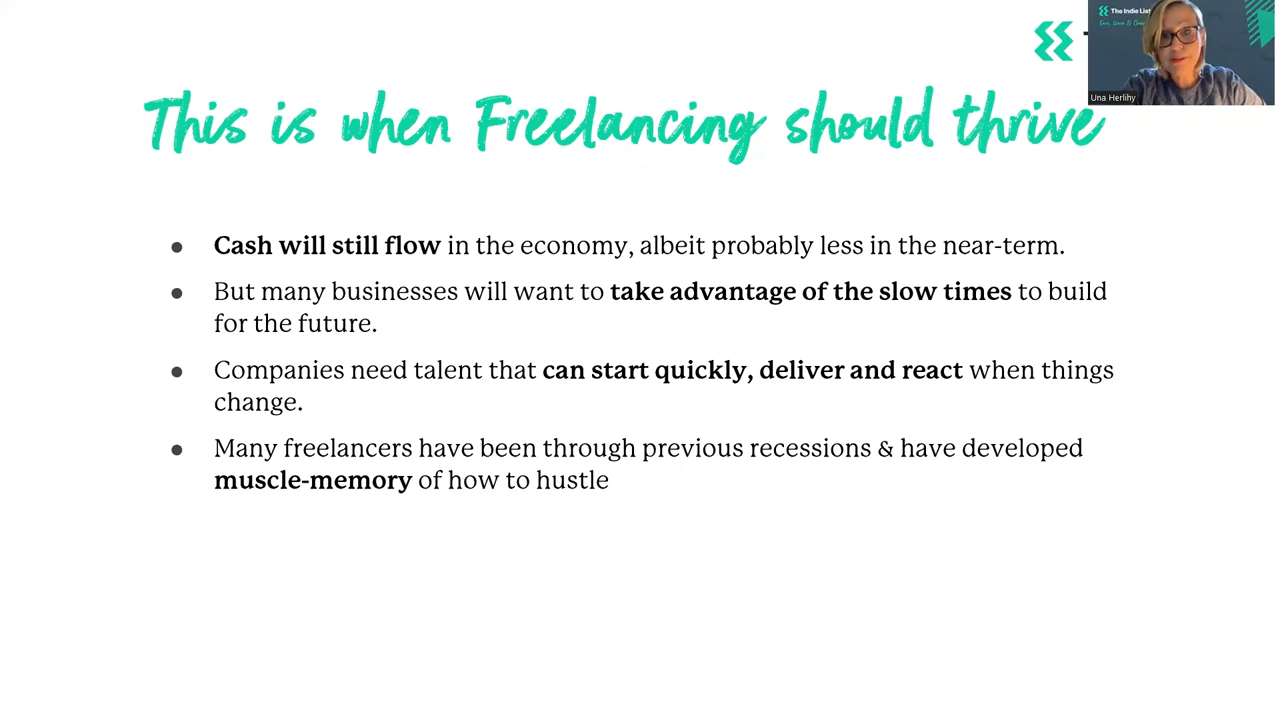 The Indie List
Una Herlihy
This is when Freelancing should thrive
● Cash will still flow in the economy, albeit probably less in the near-term.
● But many businesses will want to take advantage of the slow times to build
for the future.
● Companies need talent that can start quickly, deliver and react when things
change.
● Many freelancers have been through previous recessions & have developed
muscle-memory of how to hustle